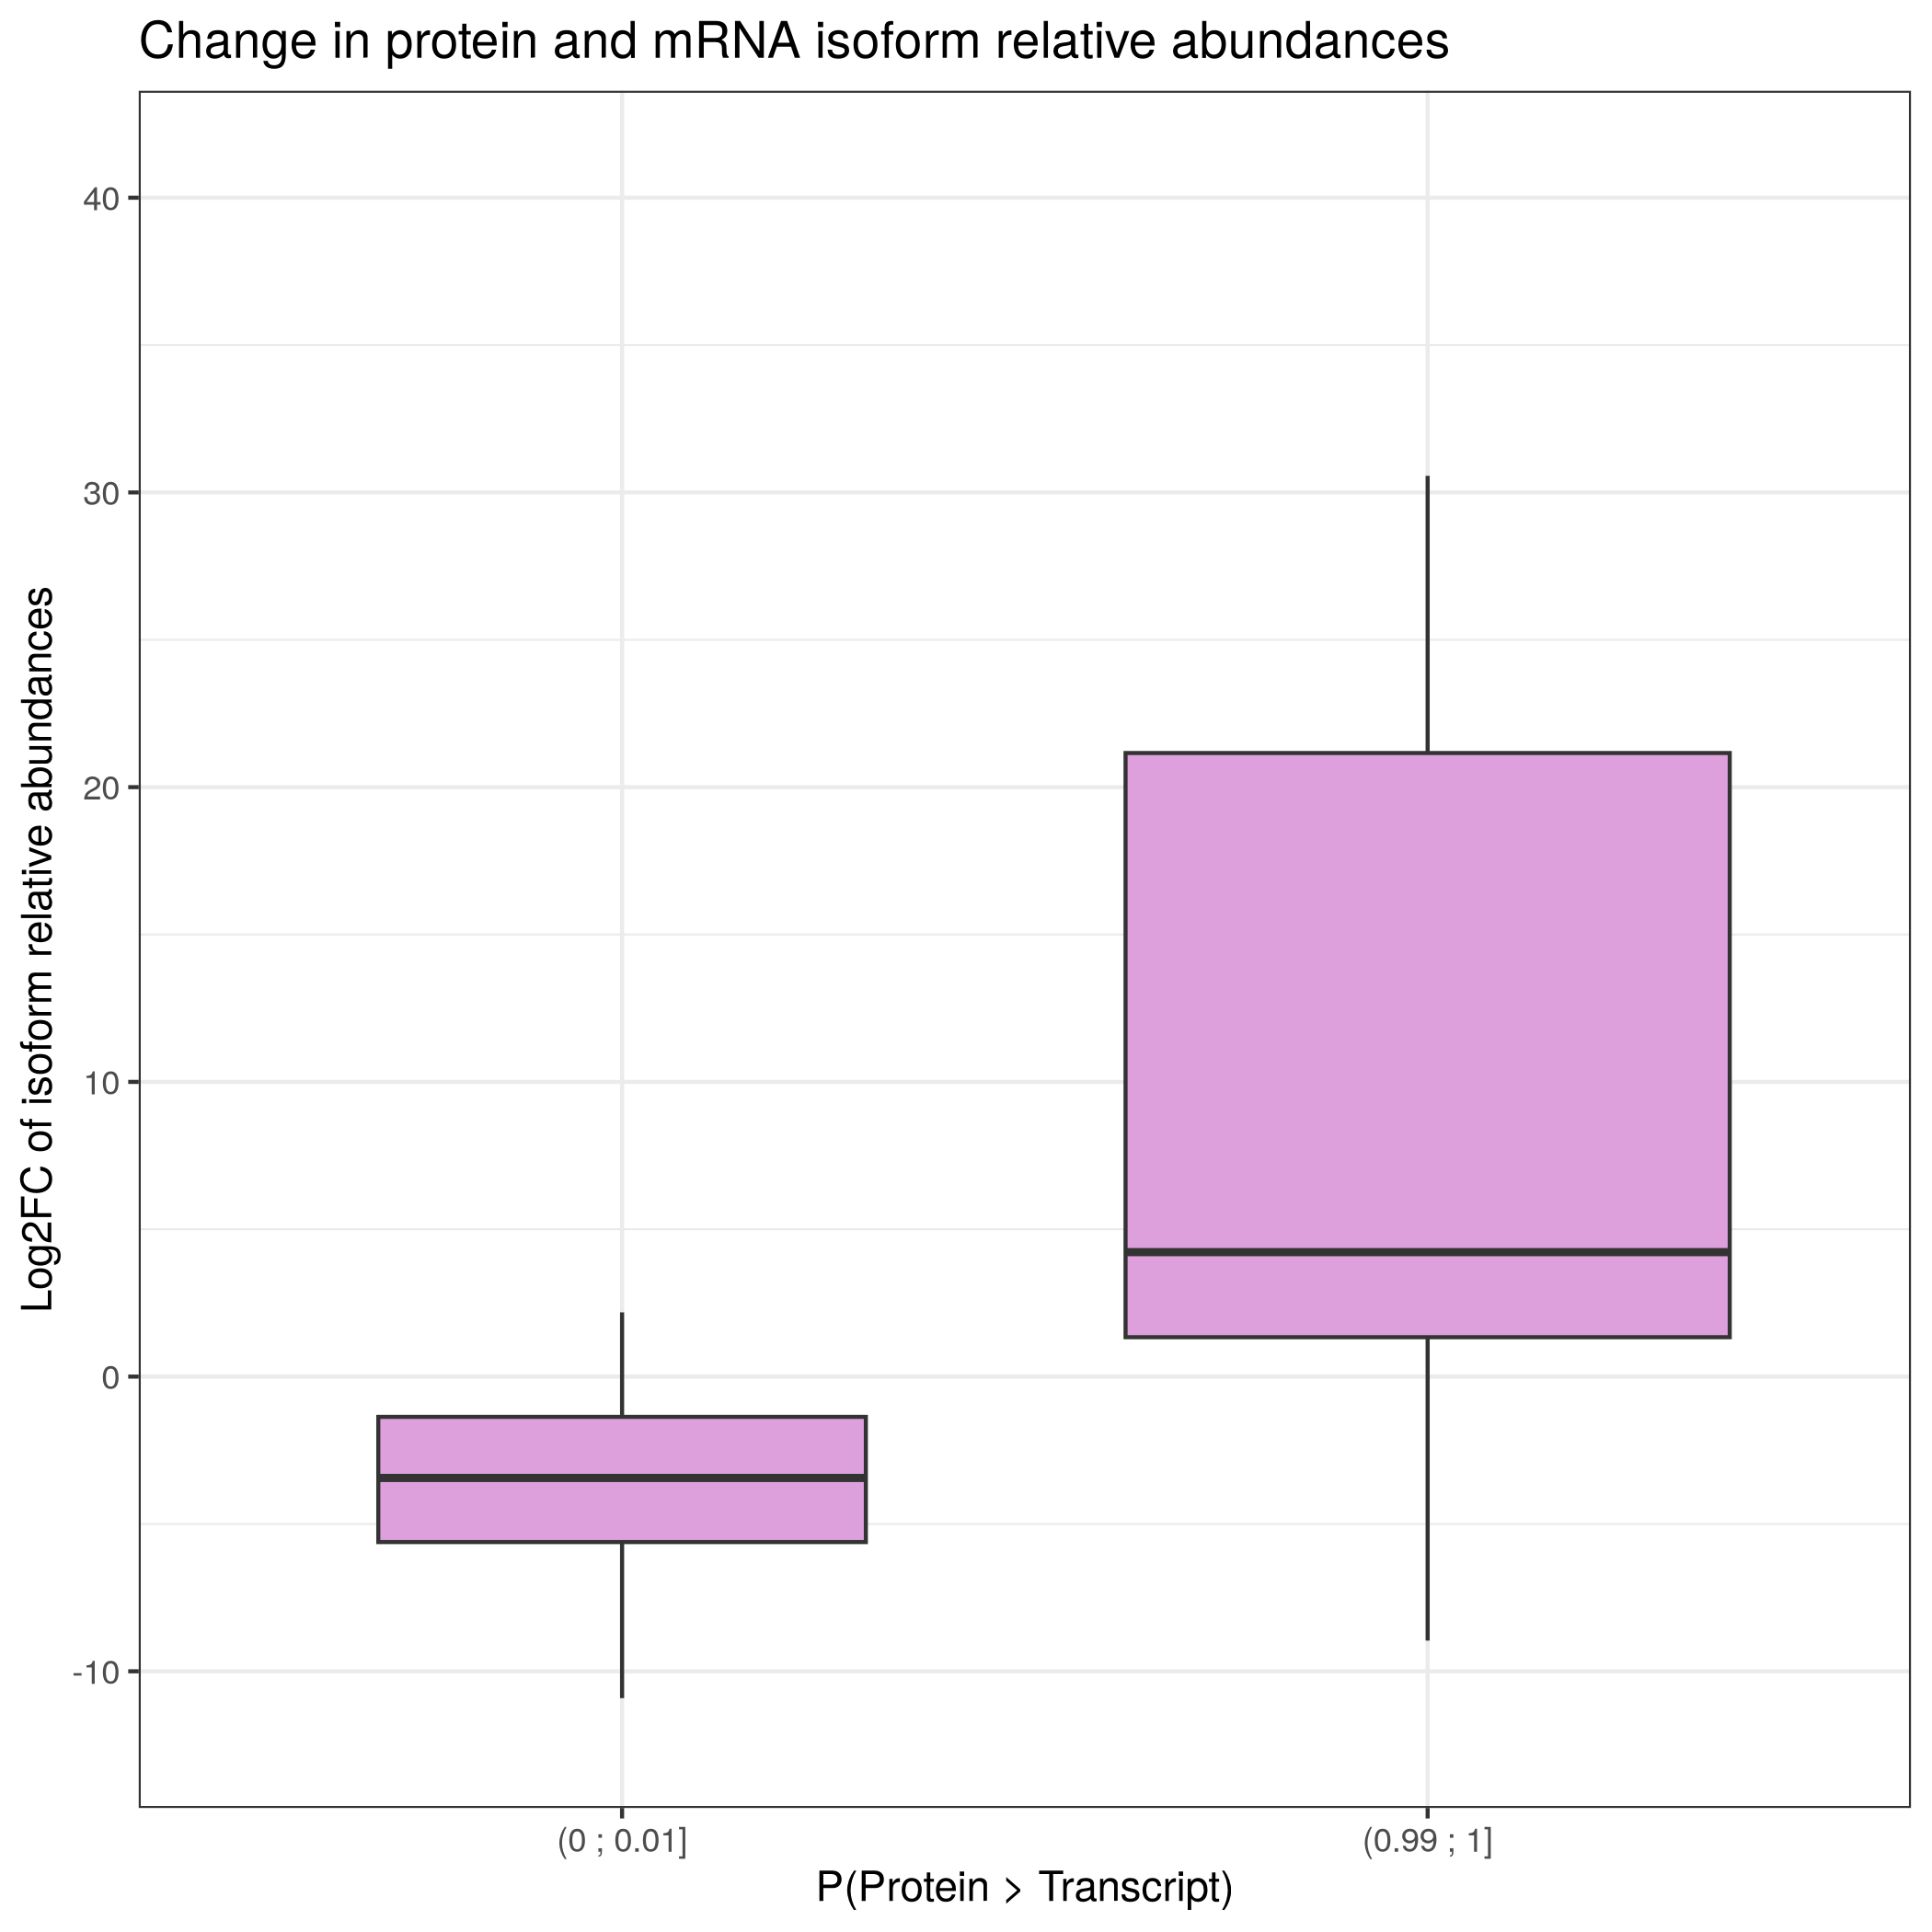 Change in protein and mRNA isoform relative abundances
Log2FC of isoform relative abundances
40
30
20
10
0
-10
(0 ; 0.01]
(0.99 ; 1]
P(Protein > Transcript)